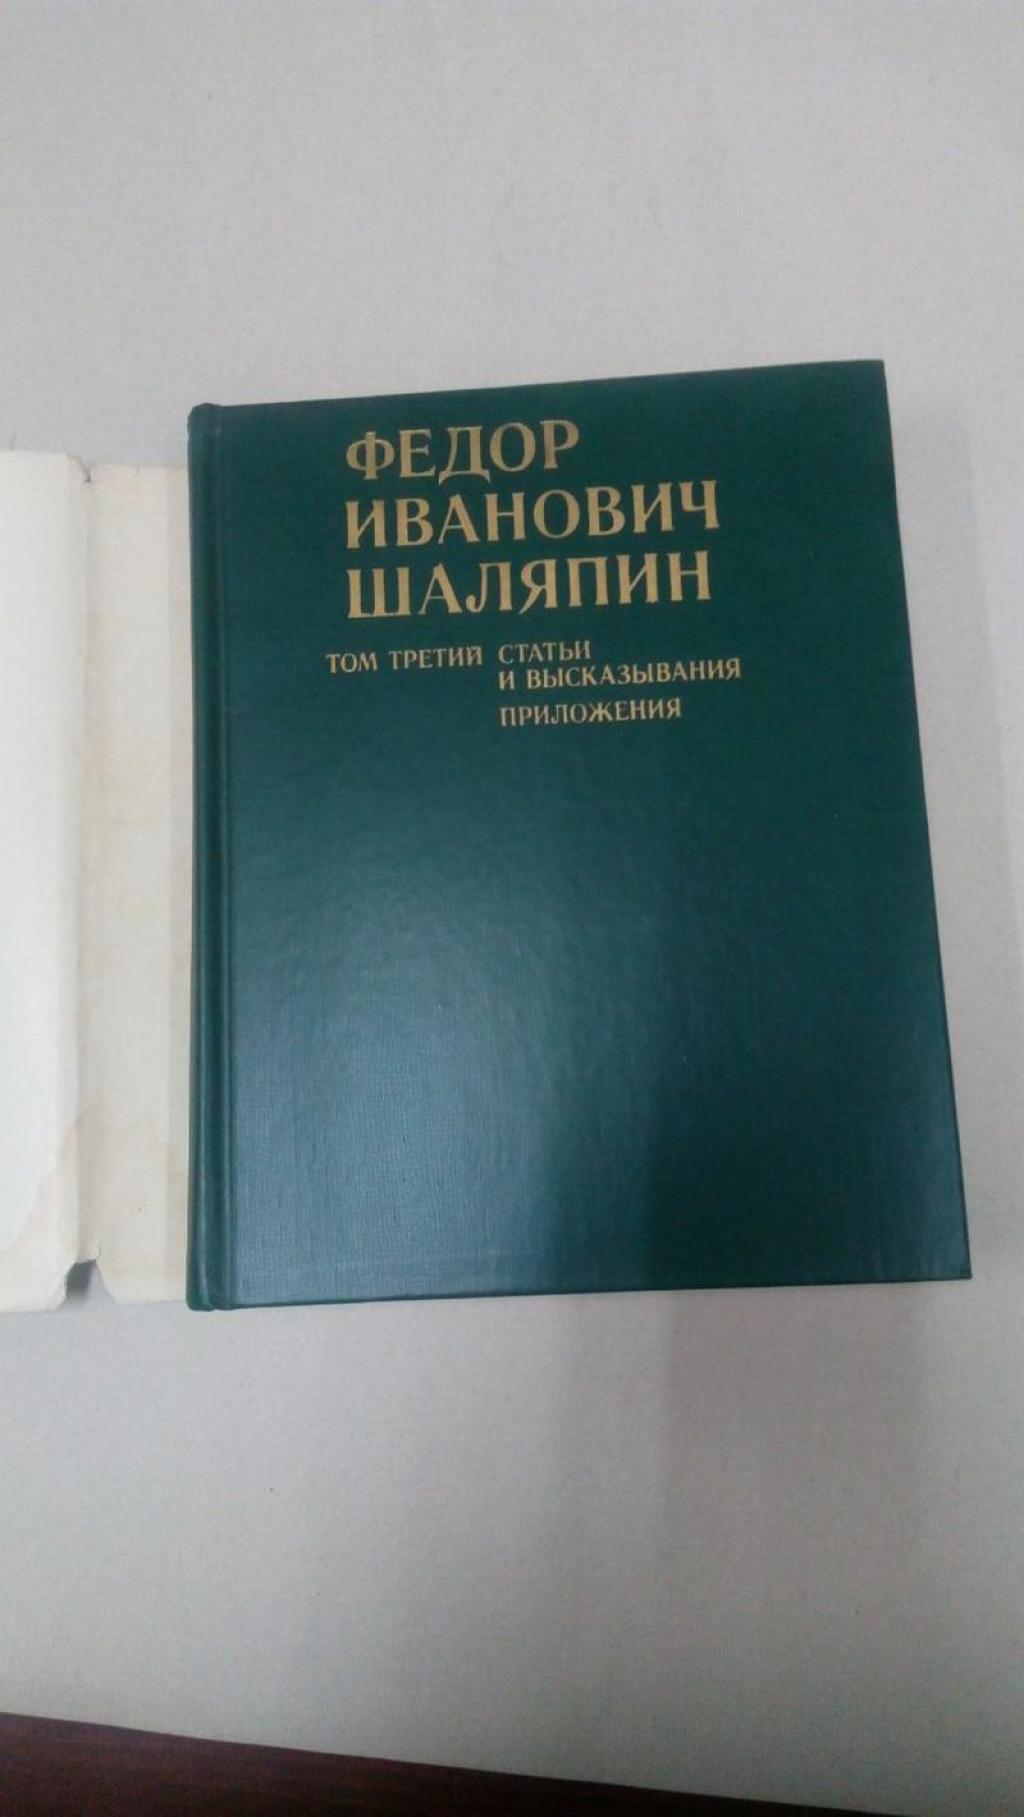 ФЕДОР
ИВАНОВИЧ
ШАЛЯПИН
ТОМ ТРЕТИЙ СТАТЬИ
И ВЫСКАЗЫВАНИЯ
ПРИЛОЖЕНИЯ